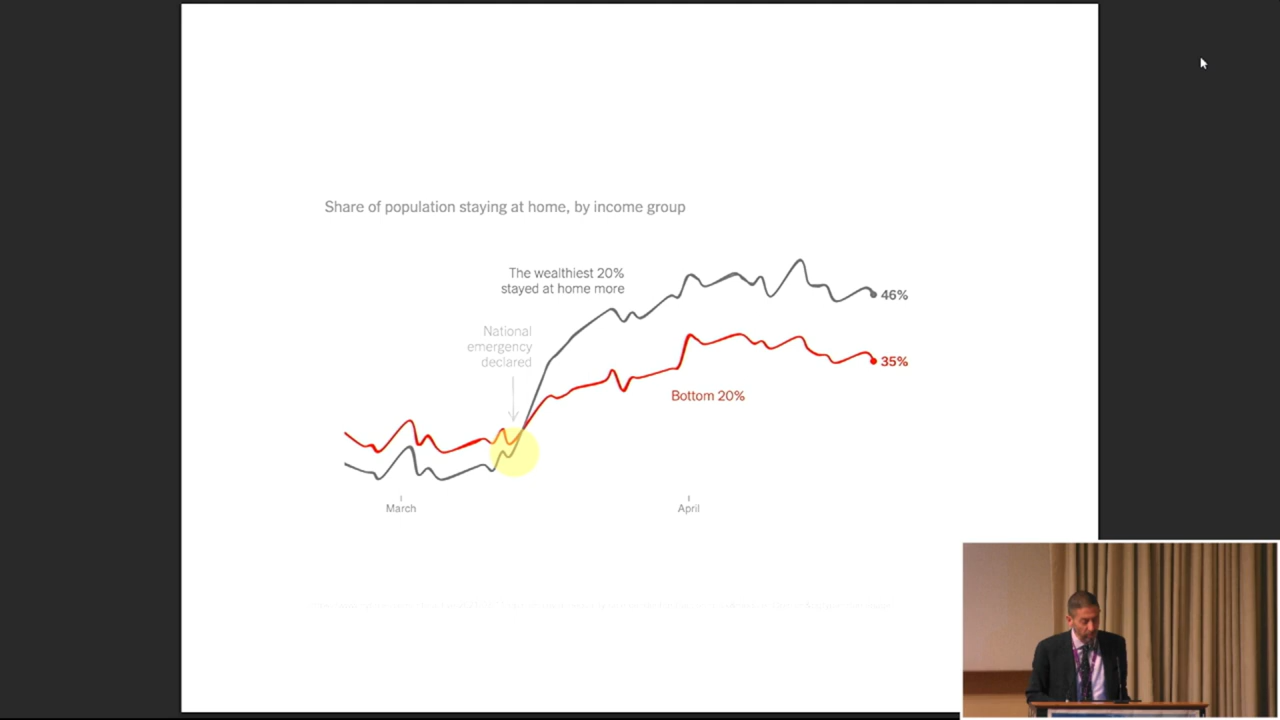 Share of population staying at home, by income group
The wealthiest 20%
stayed at home more
46%
National
emergency
declared
35%
Bottom 20%
March
April